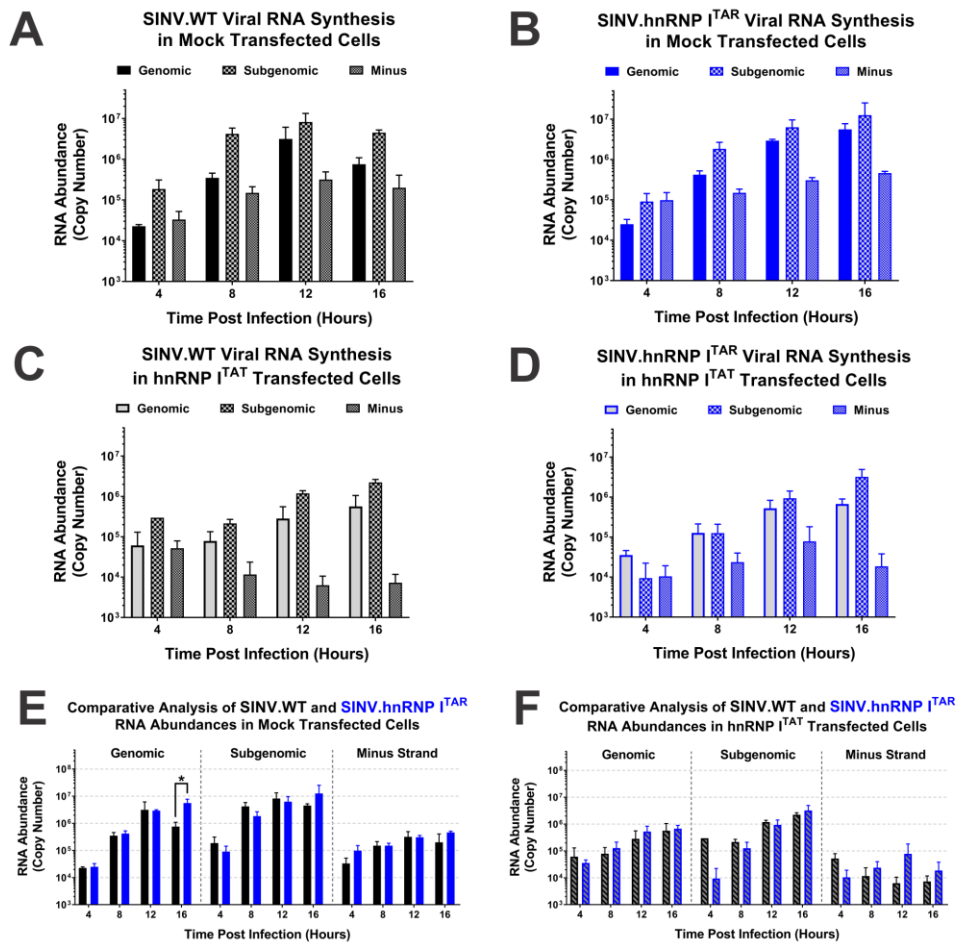 A
SINV.WT Viral RNA Synthesis
in Mock Transfected Cells
Genomic Subgenomic Minus
RNA Abundance
(Copy Number)
10⁷
10⁶
10⁵
10⁴
10³
4 8 12 16
Time Post Infection (Hours)
B
SINV.hnRNP Iᵀᴬᴿ Viral RNA Synthesis
in Mock Transfected Cells
Genomic Subgenomic Minus
RNA Abundance
(Copy Number)
10⁷
10⁶
10⁵
10⁴
10³
4 8 12 16
Time Post Infection (Hours)
C
SINV.WT Viral RNA Synthesis
in hnRNP Iᵀᴬᵀ Transfected Cells
Genomic Subgenomic Minus
RNA Abundance
(Copy Number)
10⁷
10⁶
10⁵
10⁴
10³
4 8 12 16
Time Post Infection (Hours)
D
SINV.hnRNP Iᵀᴬᴿ Viral RNA Synthesis
in hnRNP Iᵀᴬᵀ Transfected Cells
Genomic Subgenomic Minus
RNA Abundance
(Copy Number)
10⁷
10⁶
10⁵
10⁴
10³
4 8 12 16
Time Post Infection (Hours)
E
Comparative Analysis of SINV.WT and SINV.hnRNP Iᵀᴬᴿ
RNA Abundances in Mock Transfected Cells
Genomic Subgenomic Minus Strand
RNA Abundance
(Copy Number)
10⁸
10⁷
10⁶
10⁵
10⁴
10³
*
4 8 12 16 4 8 12 16 4 8 12 16
Time Post Infection (Hours)
F
Comparative Analysis of SINV.WT and SINV.hnRNP Iᵀᴬᴿ
RNA Abundances in hnRNP Iᵀᴬᵀ Transfected Cells
Genomic Subgenomic Minus Strand
RNA Abundance
(Copy Number)
10⁸
10⁷
10⁶
10⁵
10⁴
10³
4 8 12 16 4 8 12 16 4 8 12 16
Time Post Infection (Hours)